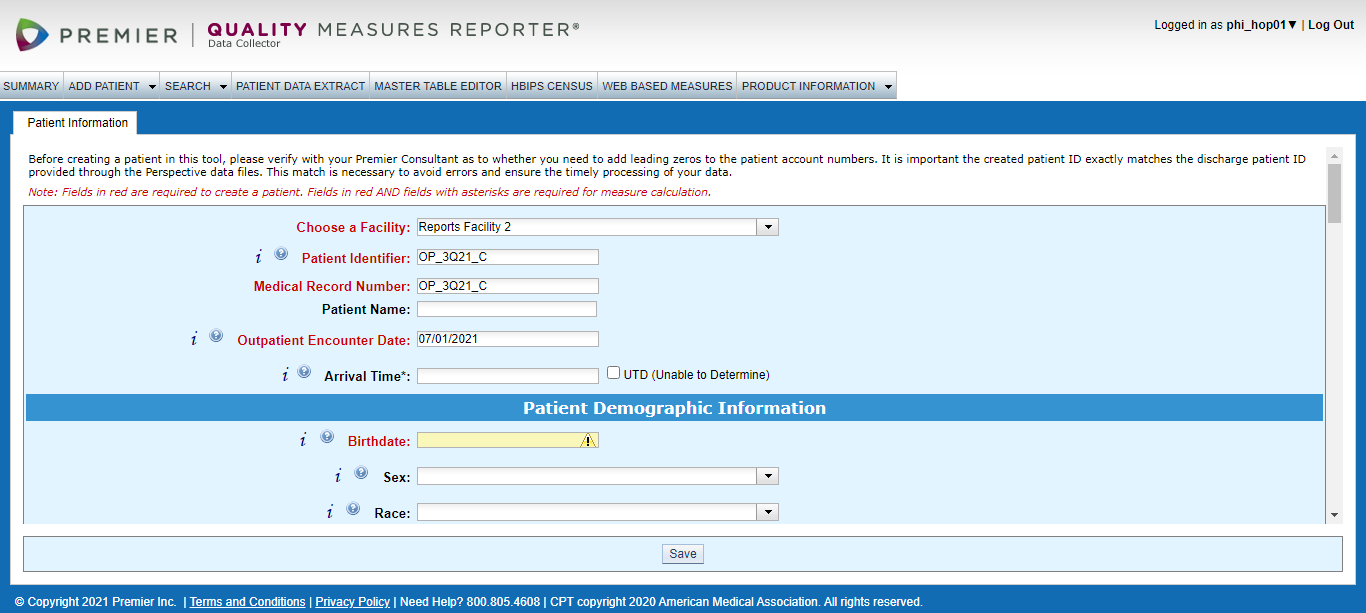 PREMIER | QUALITY MEASURES REPORTER®
Data Collector
Logged in as phi_hop01▼ | Log Out
SUMMARY ADD PATIENT SEARCH PATIENT DATA EXTRACT MASTER TABLE EDITOR HBIPS CENSUS WEB BASED MEASURES PRODUCT INFORMATION
Patient Information
Before creating a patient in this tool, please verify with your Premier Consultant as to whether you need to add leading zeros to the patient account numbers. It is important the created patient ID exactly matches the discharge patient ID
provided through the Perspective data files. This match is necessary to avoid errors and ensure the timely processing of your data.
Note: Fields in red are required to create a patient. Fields in red AND fields with asterisks are required for measure calculation.
Choose a Facility: Reports Facility 2
i ? Patient Identifier: OP_3Q21_C
Medical Record Number: OP_3Q21_C
Patient Name:
i ? Outpatient Encounter Date: 07/01/2021
i ? Arrival Time*: UTD (Unable to Determine)
Patient Demographic Information
i ? Birthdate:
i ? Sex:
i ? Race:
Save
© Copyright 2021 Premier Inc. | Terms and Conditions | Privacy Policy | Need Help? 800.805.4608 | CPT copyright 2020 American Medical Association. All rights reserved.